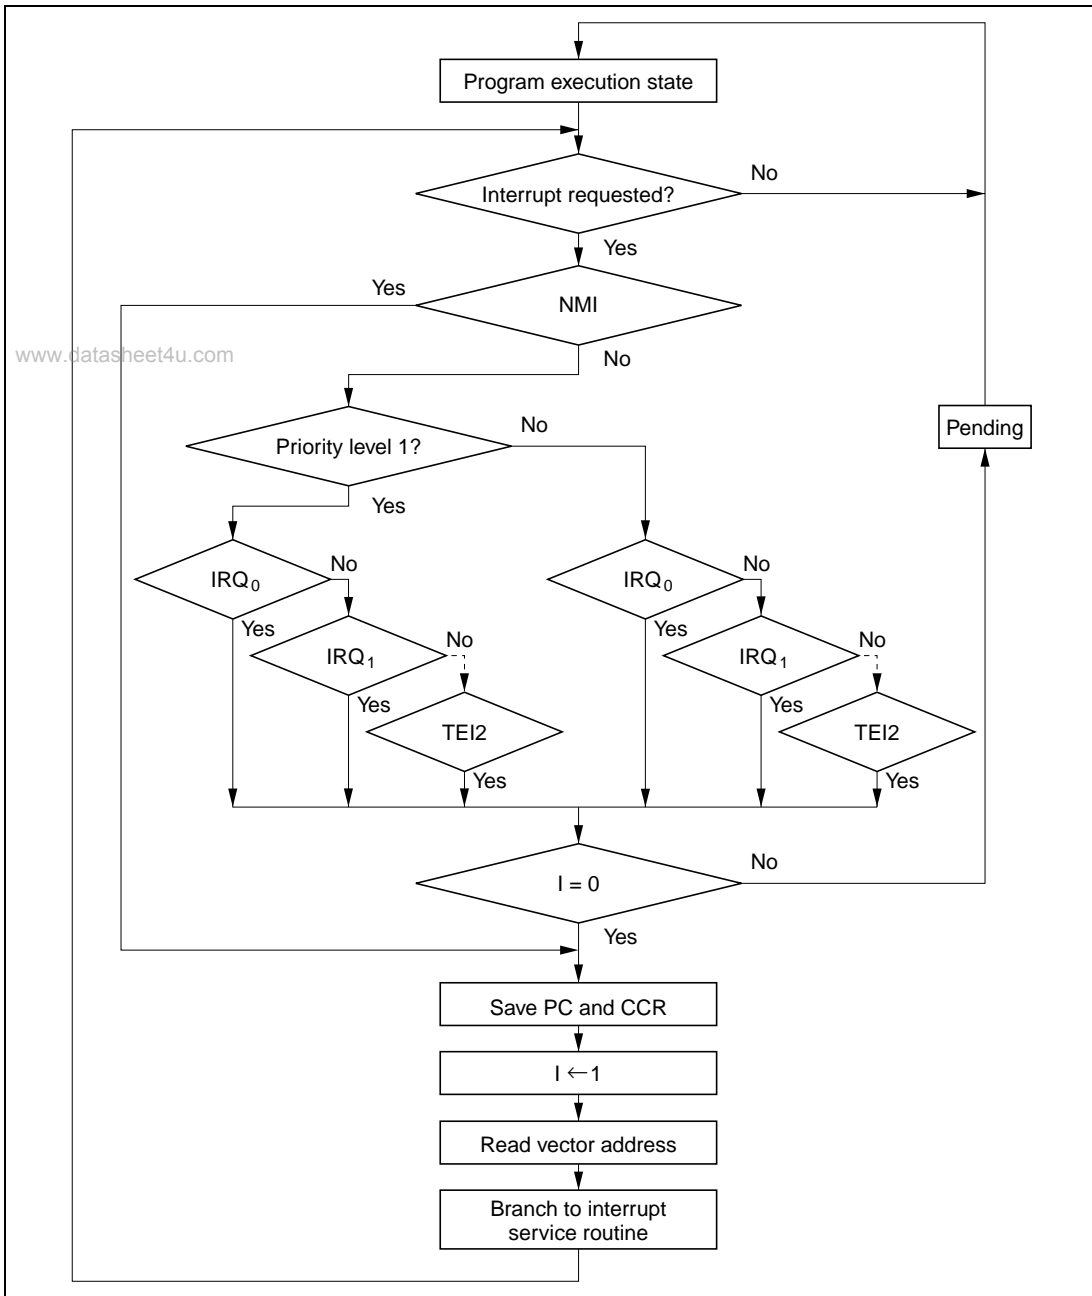 Program execution state
Interrupt requested?
No
Yes
Yes
NMI
No
www.datasheet4u.com
Priority level 1?
No
Pending
Yes
IRQ0
No
Yes
IRQ1
No
Yes
TEI2
Yes
IRQ0
No
Yes
IRQ1
No
Yes
TEI2
Yes
I = 0
No
Yes
Save PC and CCR
I ←1
Read vector address
Branch to interrupt
service routine